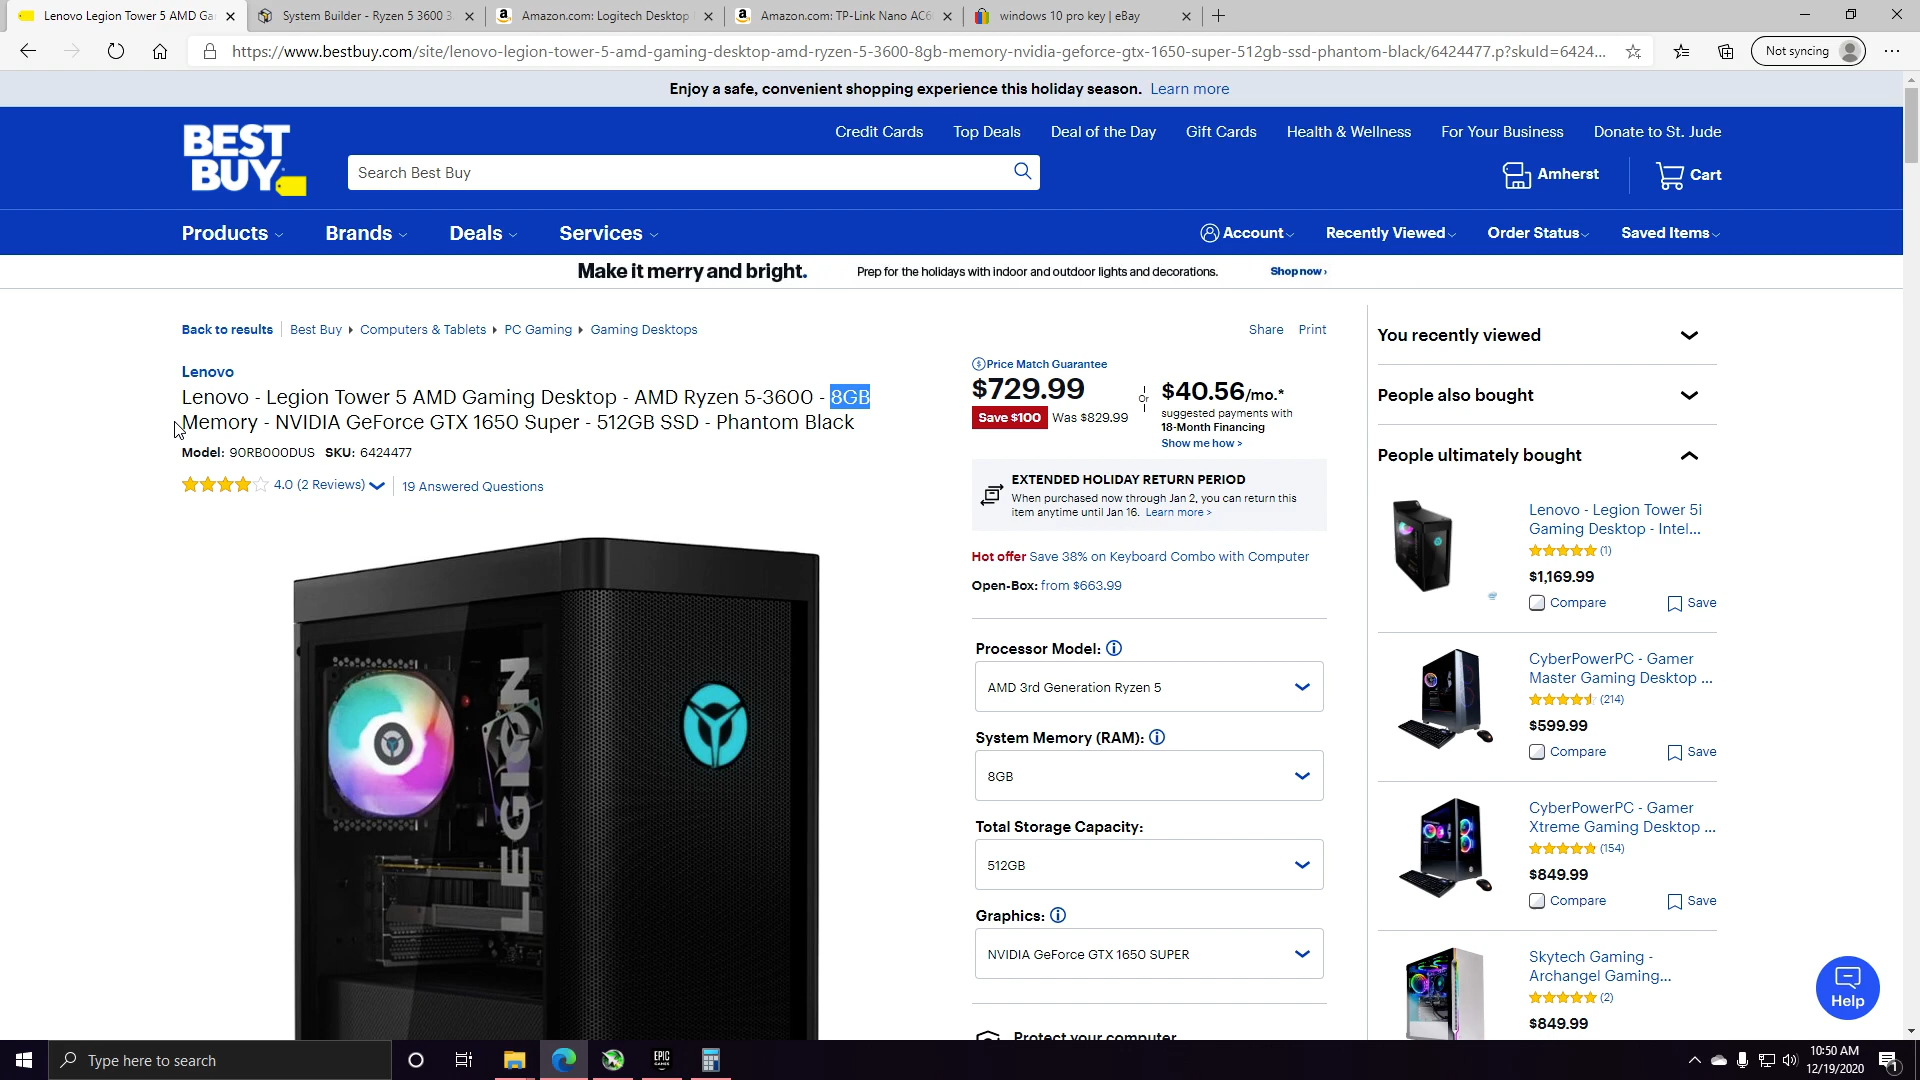 Lenovo Legion Tower 5 AMD Ga
System Builder - Ryzen 5 3600 3
Amazon.com: Logitech Desktop
Amazon.com: TP-Link Nano AC6
windows 10 pro key | eBay
https://www.bestbuy.com/site/lenovo-legion-tower-5-amd-gaming-desktop-amd-ryzen-5-3600-8gb-memory-nvidia-geforce-gtx-1650-super-512gb-ssd-phantom-black/6424477.p?skuId=6424...
Not syncing
Enjoy a safe, convenient shopping experience this holiday season. Learn more
BEST
BUY
Credit Cards
Top Deals
Deal of the Day
Gift Cards
Health & Wellness
For Your Business
Donate to St. Jude
Search Best Buy
Amherst
Cart
Products
Brands
Deals
Services
Account
Recently Viewed
Order Status
Saved Items
Make it merry and bright.
Prep for the holidays with indoor and outdoor lights and decorations.
Shop now ›
Back to results
Best Buy
Computers & Tablets
PC Gaming
Gaming Desktops
Share
Print
Lenovo
Lenovo - Legion Tower 5 AMD Gaming Desktop - AMD Ryzen 5-3600 - 8GB
Memory - NVIDIA GeForce GTX 1650 Super - 512GB SSD - Phantom Black
Model: 90RB000DUS SKU: 6424477
4.0 (2 Reviews)
19 Answered Questions
LEGION
Price Match Guarantee
$729.99
Save $100 Was $829.99
Or
$40.56/mo.*
suggested payments with
18-Month Financing
Show me how >
EXTENDED HOLIDAY RETURN PERIOD
When purchased now through Jan 2, you can return this
item anytime until Jan 16. Learn more >
Hot offer Save 38% on Keyboard Combo with Computer
Open-Box: from $663.99
Processor Model:
AMD 3rd Generation Ryzen 5
System Memory (RAM):
8GB
Total Storage Capacity:
512GB
Graphics:
NVIDIA GeForce GTX 1650 SUPER
Protect your computer
You recently viewed
People also bought
People ultimately bought
Lenovo - Legion Tower 5i
Gaming Desktop - Intel...
(1)
$1,169.99
Compare
Save
CyberPowerPC - Gamer
Master Gaming Desktop ...
(214)
$599.99
Compare
Save
CyberPowerPC - Gamer
Xtreme Gaming Desktop ...
(154)
$849.99
Compare
Save
Skytech Gaming -
Archangel Gaming...
(2)
$849.99
Help
Type here to search
EPIC
GAMES
10:50 AM
12/19/2020
1